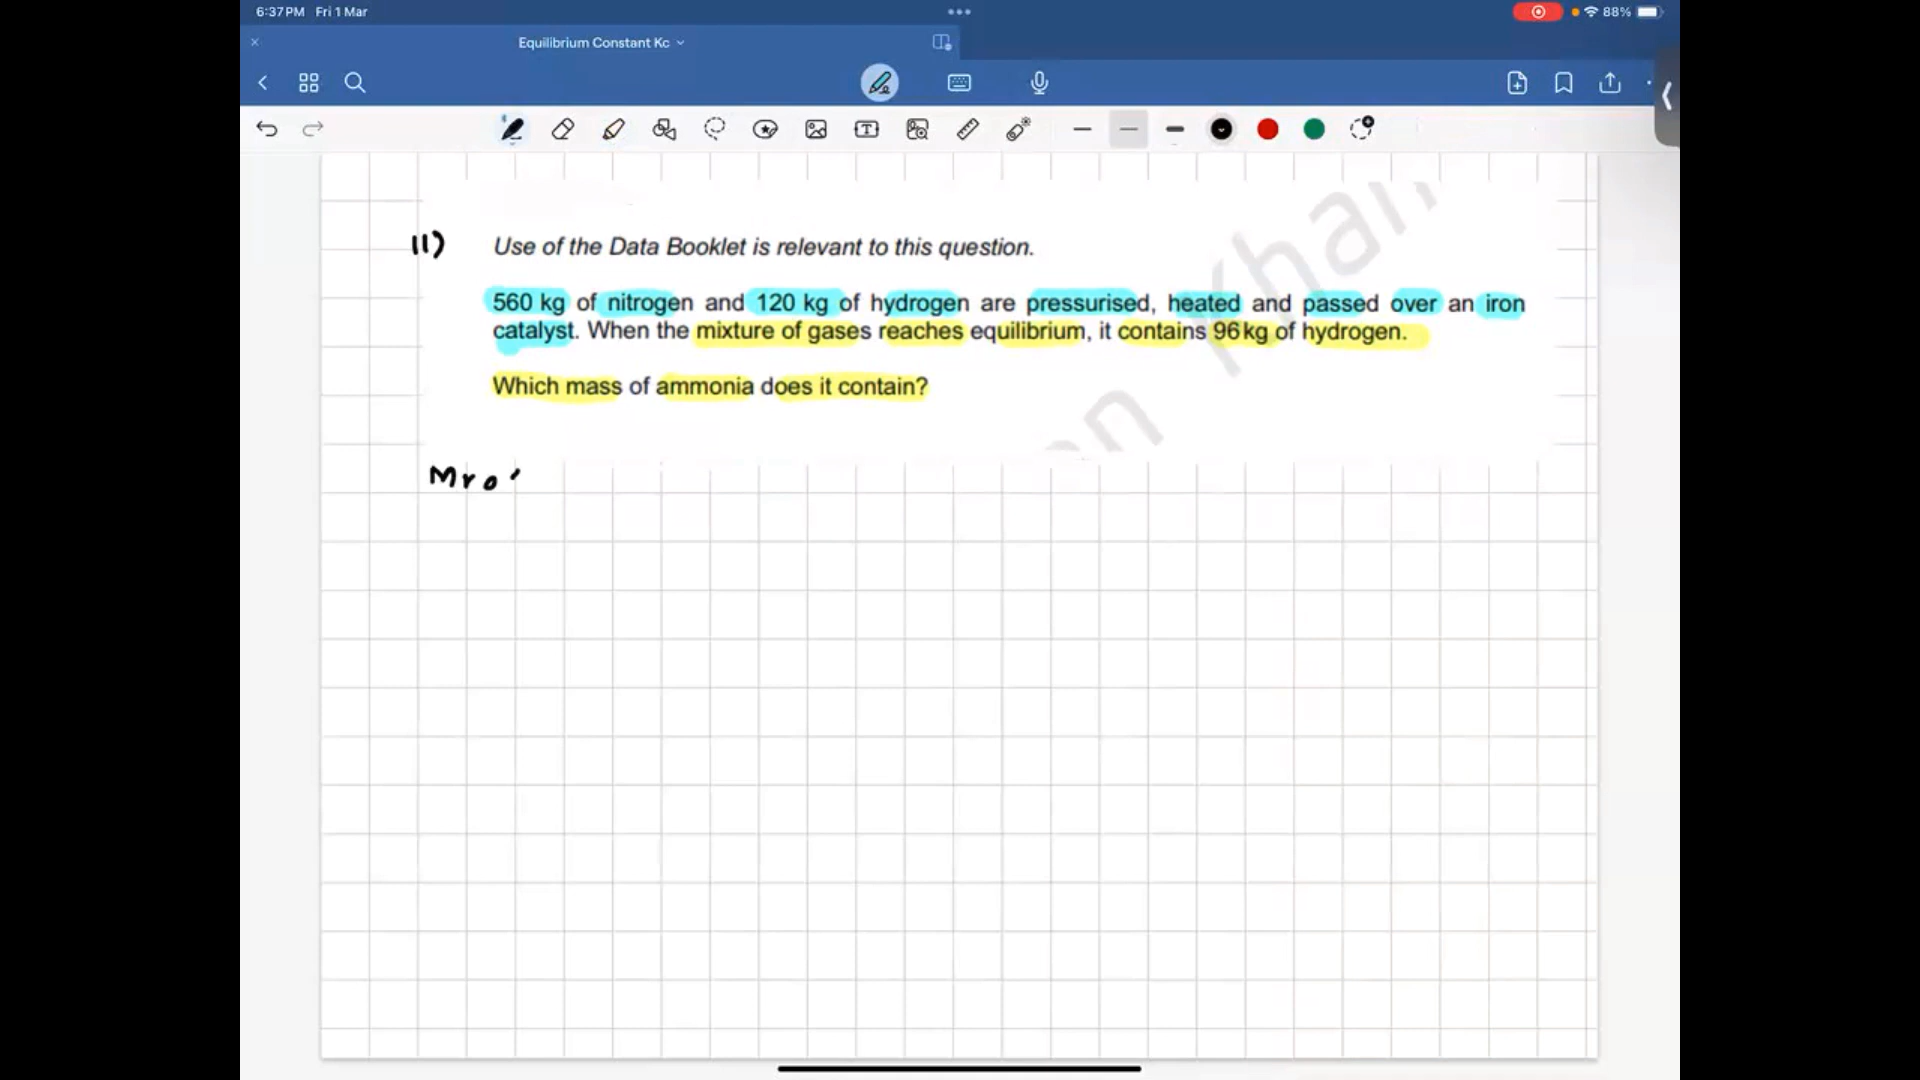 6:37 PM Fri 1 Mar
88%
Equilibrium Constant Kc
11) Use of the Data Booklet is relevant to this question.
560 kg of nitrogen and 120 kg of hydrogen are pressurised, heated and passed over an iron
catalyst. When the mixture of gases reaches equilibrium, it contains 96 kg of hydrogen.
Which mass of ammonia does it contain?
Khan
en
Mr o